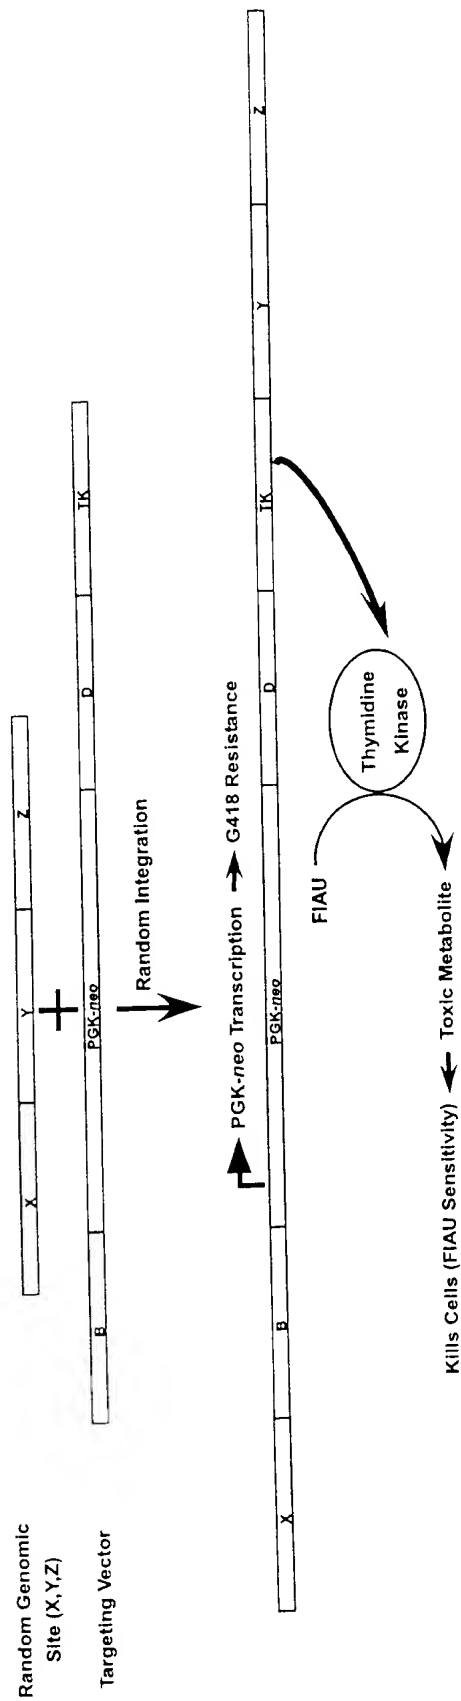 Random Genomic
Site (X,Y,Z)
X Y Z
Targeting Vector
B PGK-neo D TK
Random Integration
PGK-neo Transcription G418 Resistance
X B PGK-neo D TK Y Z
FIAU
Thymidine
Kinase
Kills Cells (FIAU Sensitivity) Toxic Metabolite